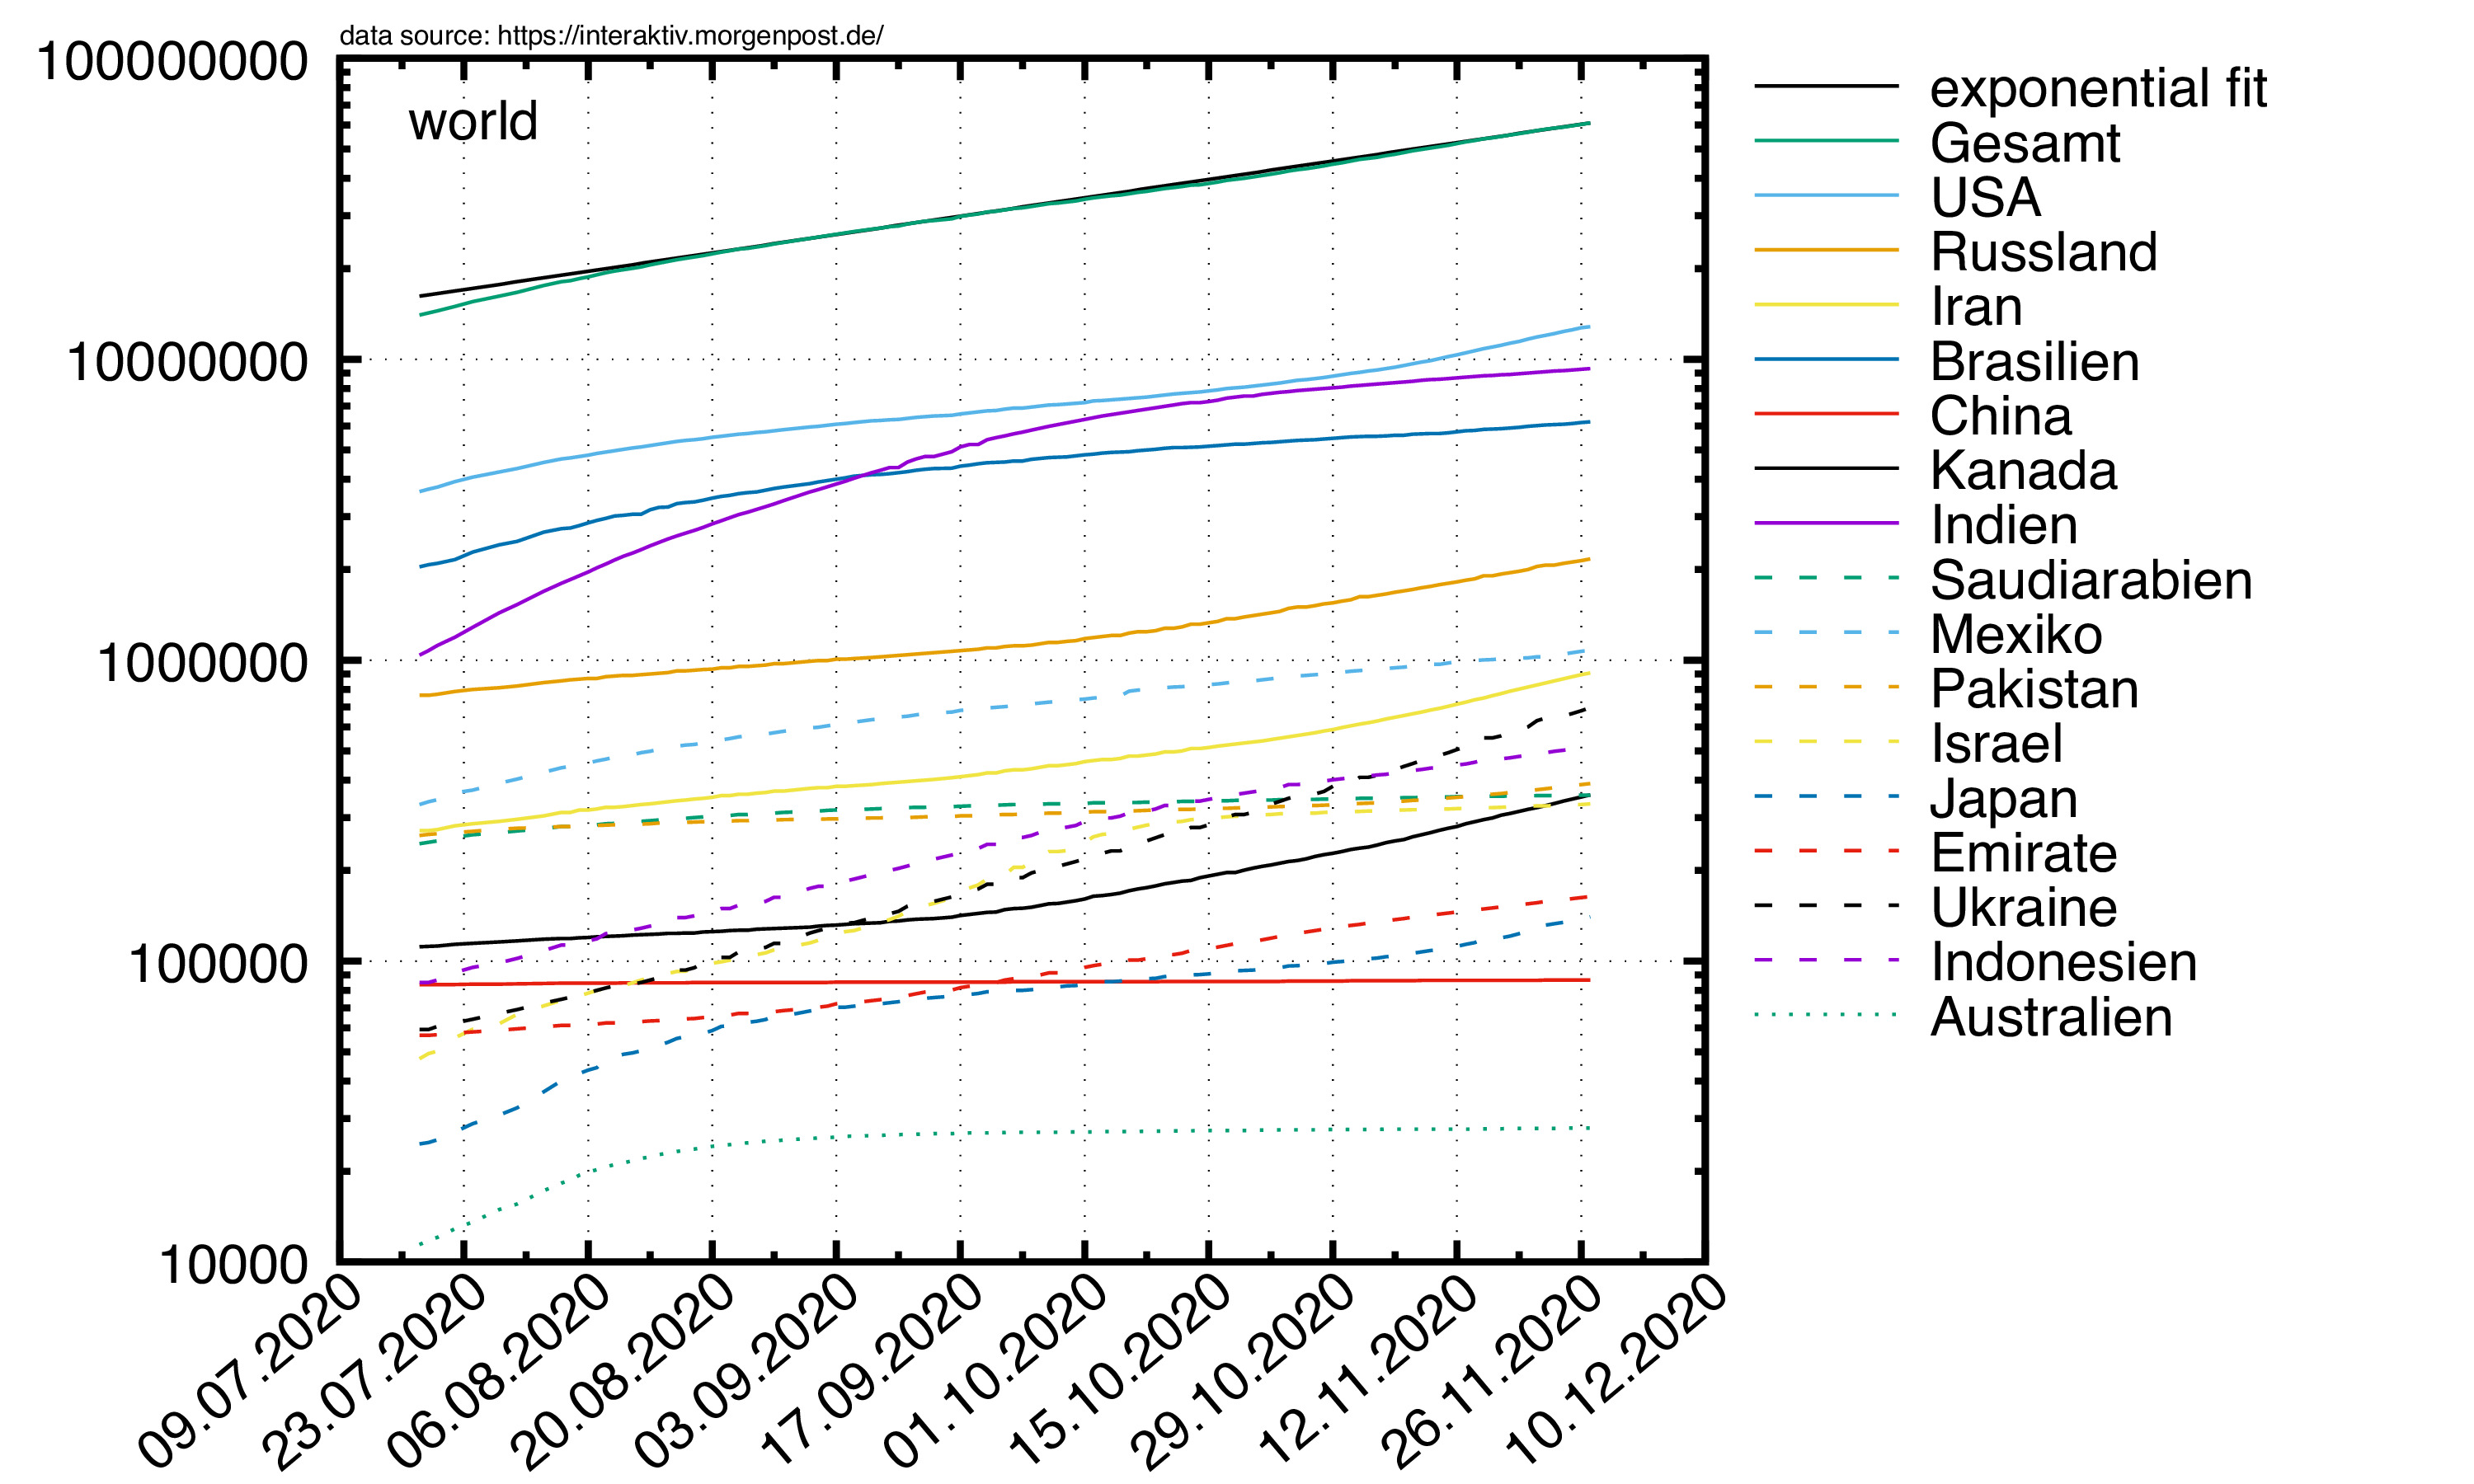 data source: https://interaktiv.morgenpost.de/
world
100000000
10000000
1000000
100000
10000
09.07.2020
23.07.2020
06.08.2020
20.08.2020
03.09.2020
17.09.2020
01.10.2020
15.10.2020
29.10.2020
12.11.2020
26.11.2020
10.12.2020
exponential fit
Gesamt
USA
Russland
Iran
Brasilien
China
Kanada
Indien
Saudiarabien
Mexiko
Pakistan
Israel
Japan
Emirate
Ukraine
Indonesien
Australien